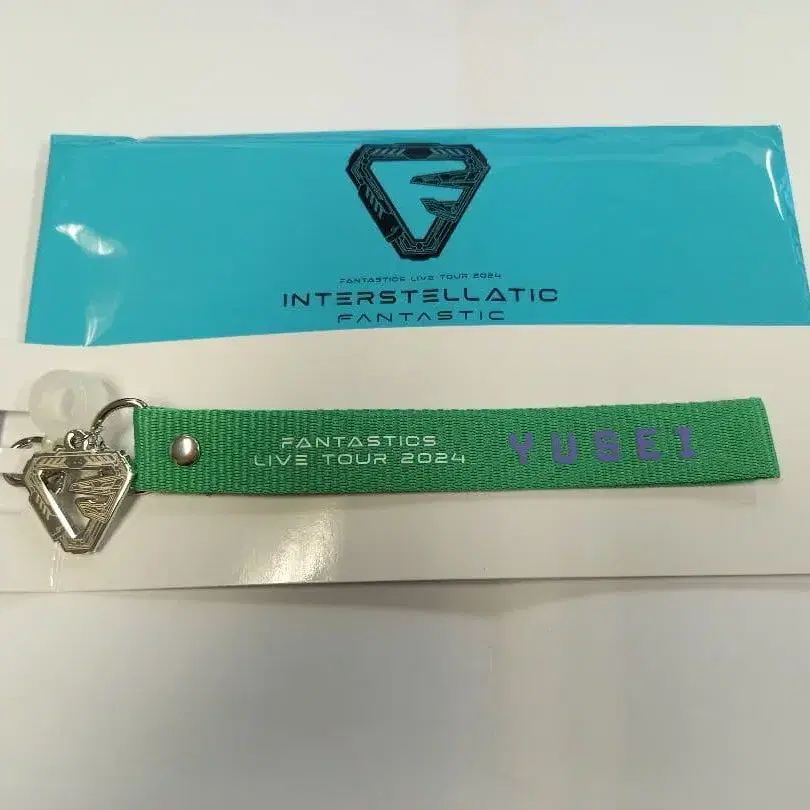 FANTASTICS LIVE TOUR 2024
INTERSTELLATIC
FANTASTIC
FANTASTICS
LIVE TOUR 2024
YUSEI